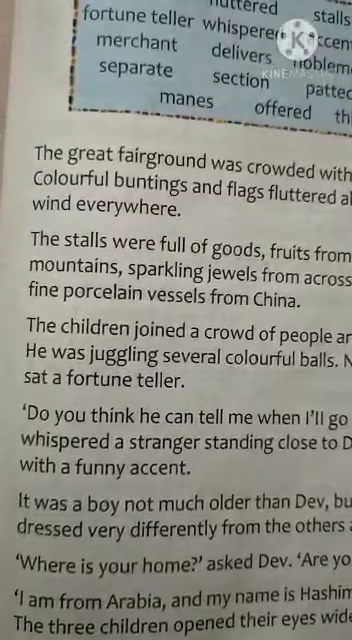 fluttered stalls
fortune teller whispered
merchant delivers
separate section
manes offered
KINEMASTER
The great fairground was crowded with
Colourful buntings and flags fluttered
wind everywhere.
The stalls were full of goods, fruits from
mountains, sparkling jewels from across
fine porcelain vessels from China.
The children joined a crowd of people
He was juggling several colourful balls.
sat a fortune teller.
‘Do you think he can tell me when I’ll go
whispered a stranger standing close to
with a funny accent.
It was a boy not much older than Dev,
dressed very differently from the others
‘Where is your home?’ asked Dev. ‘Are
‘I am from Arabia, and my name is Hashim
The three children opened their eyes